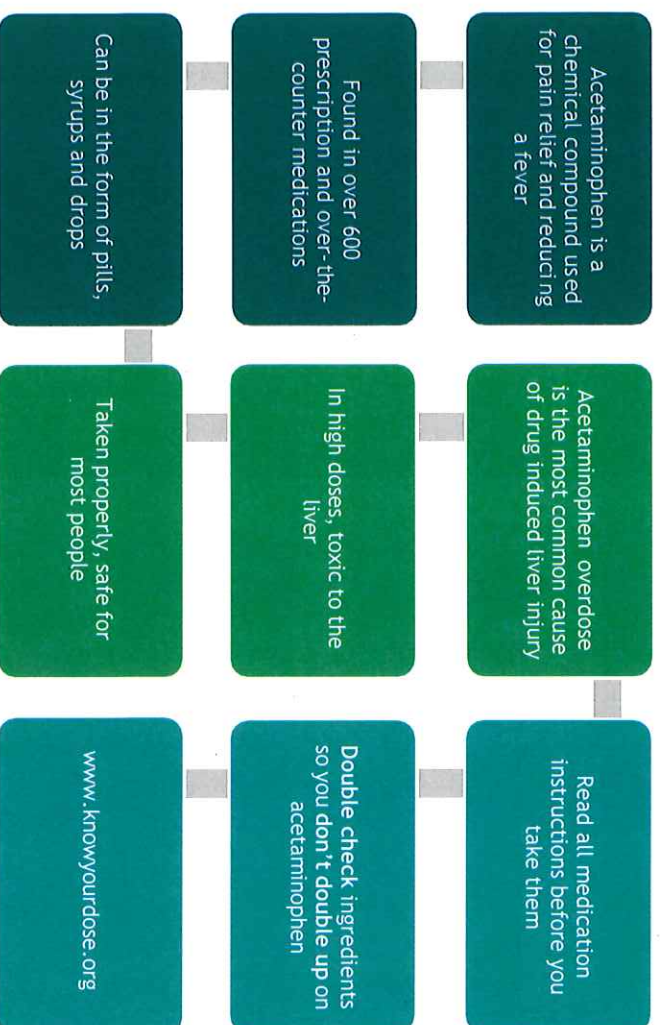 Acetaminophen is a
chemical compound used
for pain relief and reducing
a fever
Found in over 600
prescription and over-the-
counter medications
Can be in the form of pills,
syrups and drops
Taken properly, safe for
most people
In high doses, toxic to the
liver
Acetaminophen overdose
is the most common cause
of drug induced liver injury
Read all medication
instructions before you
take them
Double check ingredients
so you don't double up on
acetaminophen
www.knowyourdose.org